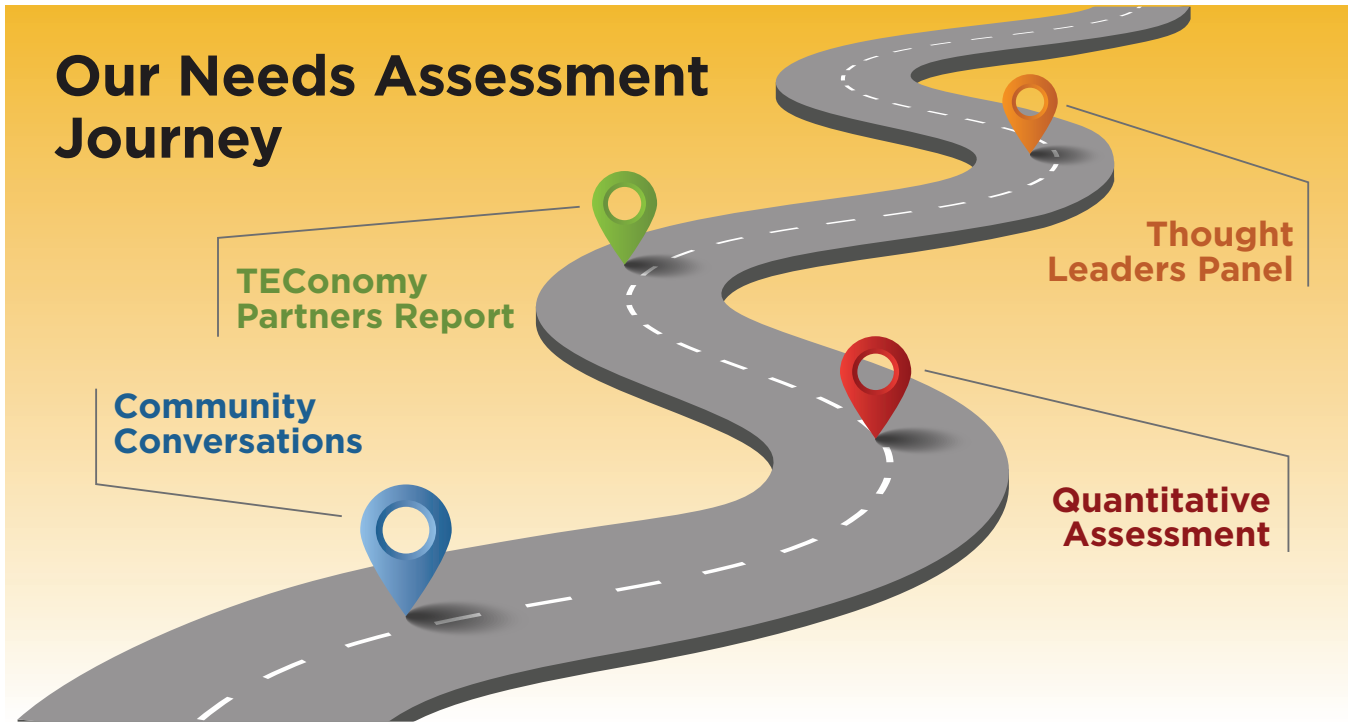 Our Needs Assessment
Journey
TEConomy
Partners Report
Thought
Leaders Panel
Community
Conversations
Quantitative
Assessment